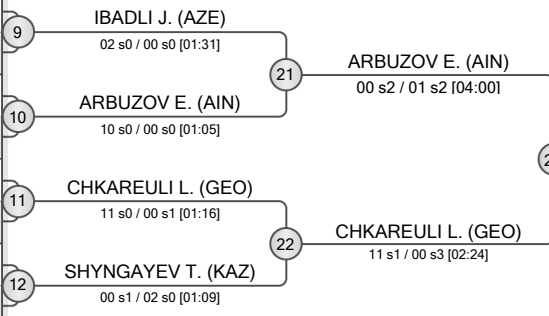 9
IBADLI J. (AZE)
02 s0 / 00 s0 [01:31]
21
ARBUZOV E. (AIN)
00 s2 / 01 s2 [04:00]
10
ARBUZOV E. (AIN)
10 s0 / 00 s0 [01:05]
11
CHKAREULI L. (GEO)
11 s0 / 00 s1 [01:16]
22
CHKAREULI L. (GEO)
11 s1 / 00 s3 [02:24]
12
SHYNGAYEV T. (KAZ)
00 s1 / 02 s0 [01:09]